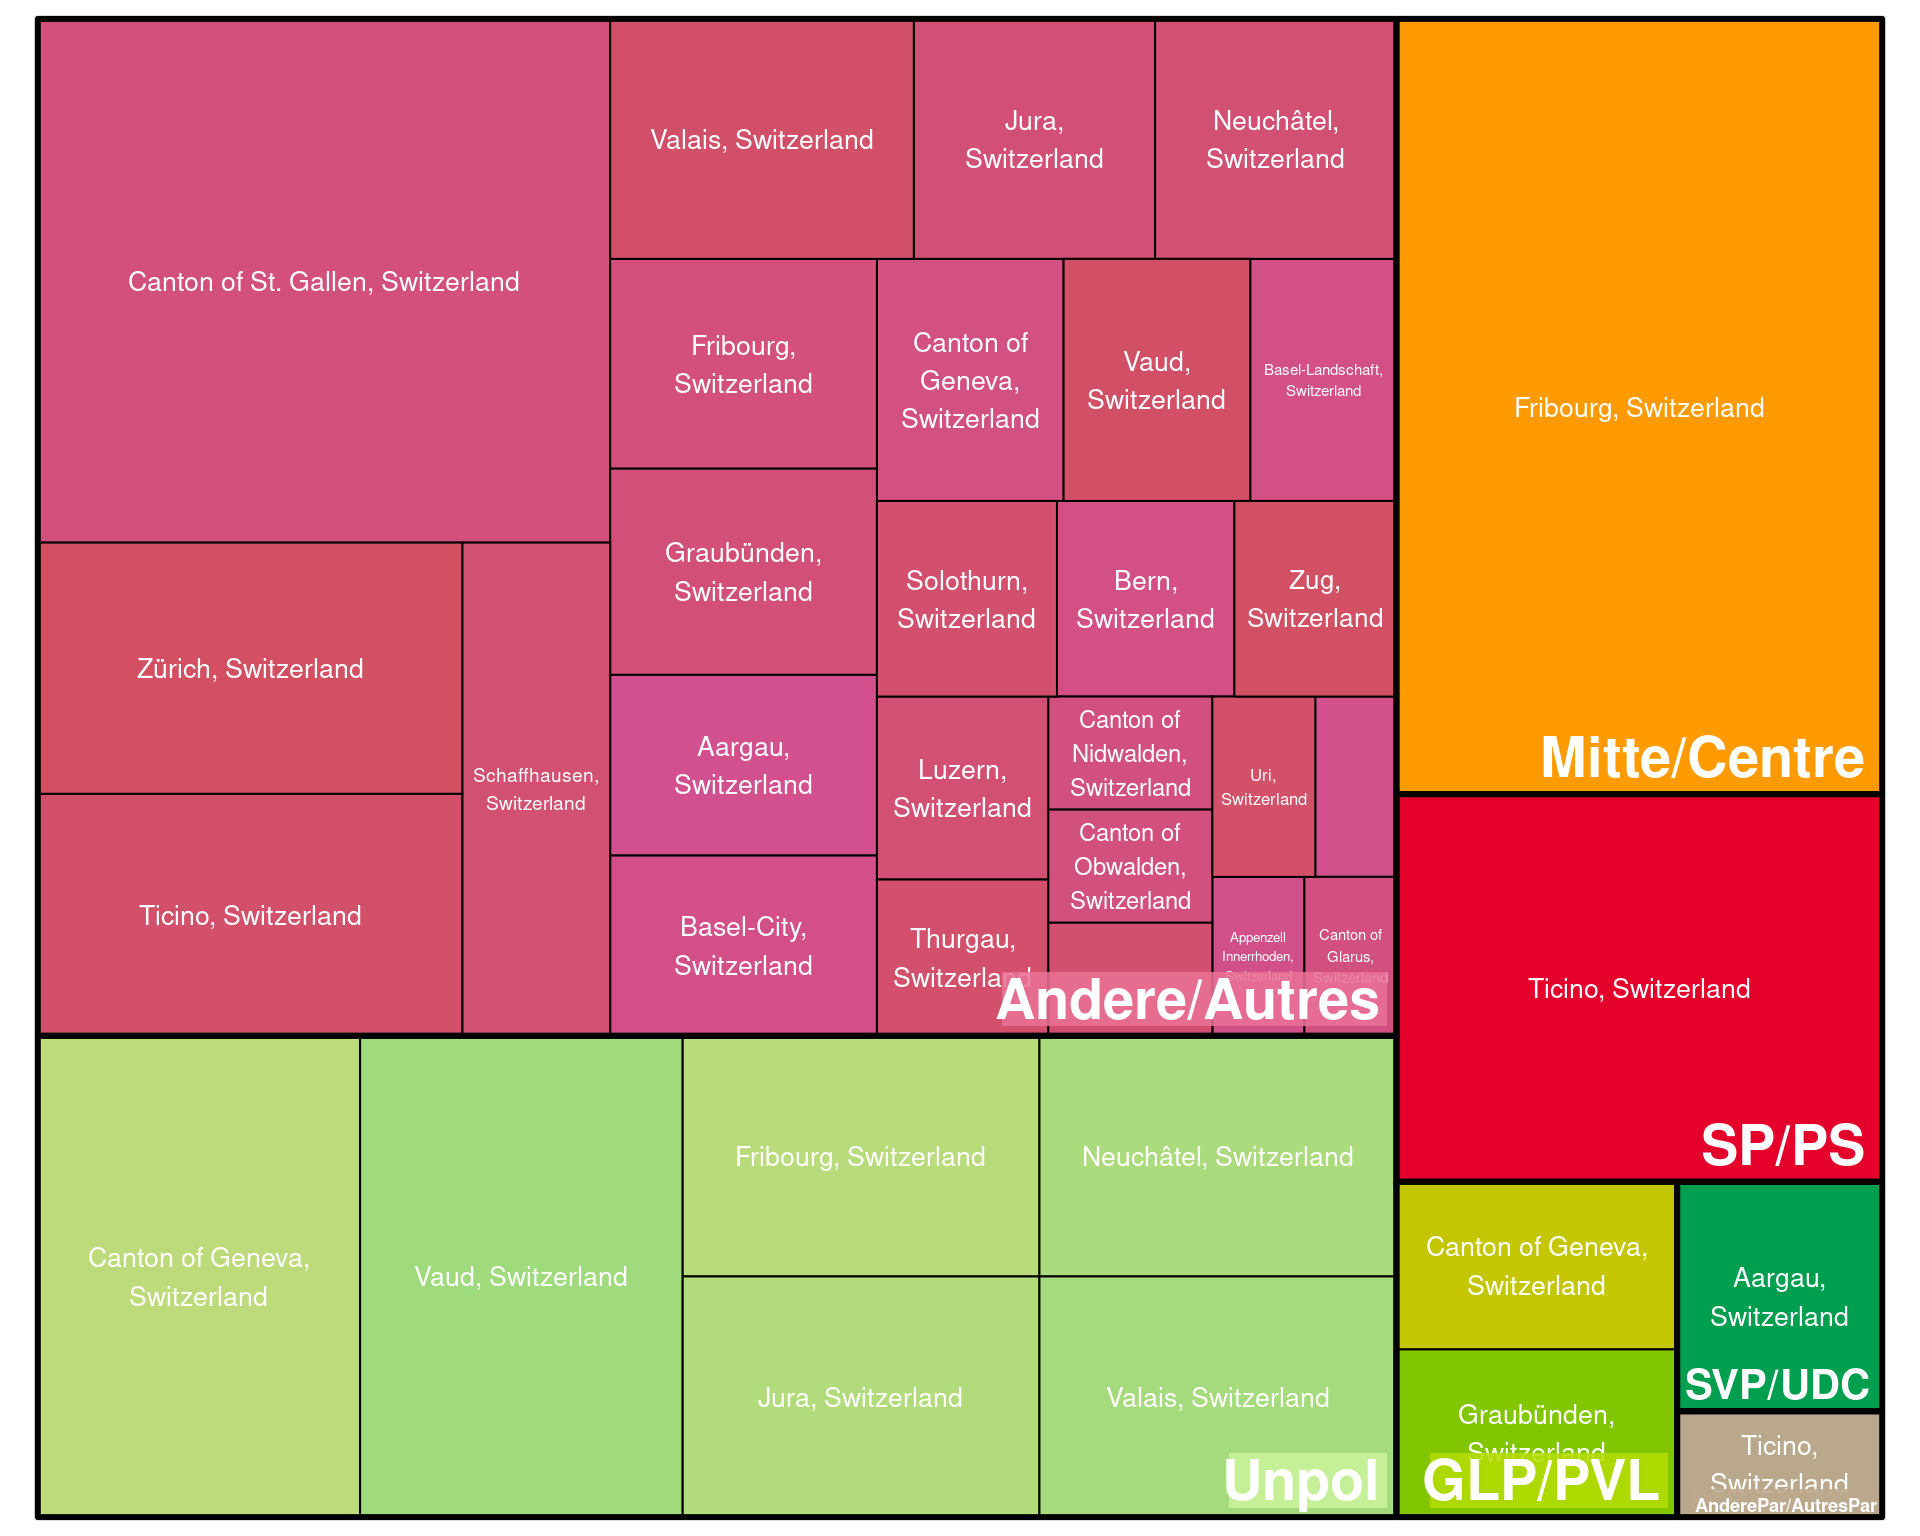 Canton of St. Gallen, Switzerland
Valais, Switzerland
Jura,
Switzerland
Neuchâtel,
Switzerland
Fribourg,
Switzerland
Canton of
Geneva,
Switzerland
Vaud,
Switzerland
Basel-Landschaft,
Switzerland
Graubünden,
Switzerland
Solothurn,
Switzerland
Bern,
Switzerland
Zug,
Switzerland
Zürich, Switzerland
Ticino, Switzerland
Schaffhausen,
Switzerland
Aargau,
Switzerland
Basel-City,
Switzerland
Luzern,
Switzerland
Thurgau,
Switzerland
Canton of
Nidwalden,
Switzerland
Canton of
Obwalden,
Switzerland
Uri,
Switzerland
Appenzell
Innerrhoden,
Switzerland
Canton of
Glarus,
Switzerland
Andere/Autres
Fribourg, Switzerland
Mitte/Centre
Ticino, Switzerland
SP/PS
Canton of Geneva,
Switzerland
Vaud, Switzerland
Fribourg, Switzerland
Neuchâtel, Switzerland
Jura, Switzerland
Valais, Switzerland
Unpol
Canton of Geneva,
Switzerland
Graubünden,
Switzerland
GLP/PVL
Aargau,
Switzerland
SVP/UDC
Ticino,
Switzerland
AnderePar/AutresPar